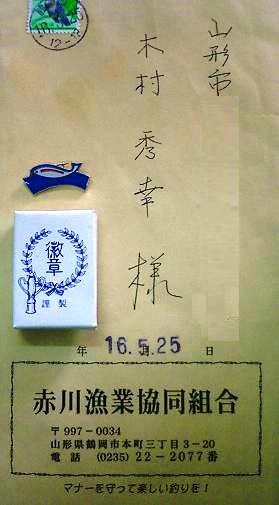 山形市
木村 秀幸 様
徽章
謹製
年 16.5.25 日
赤川漁業協同組合
〒997-0034
山形県鶴岡市本町三丁目3-20
電話 (0235) 22-2077番
マナーを守って楽しい釣りを!